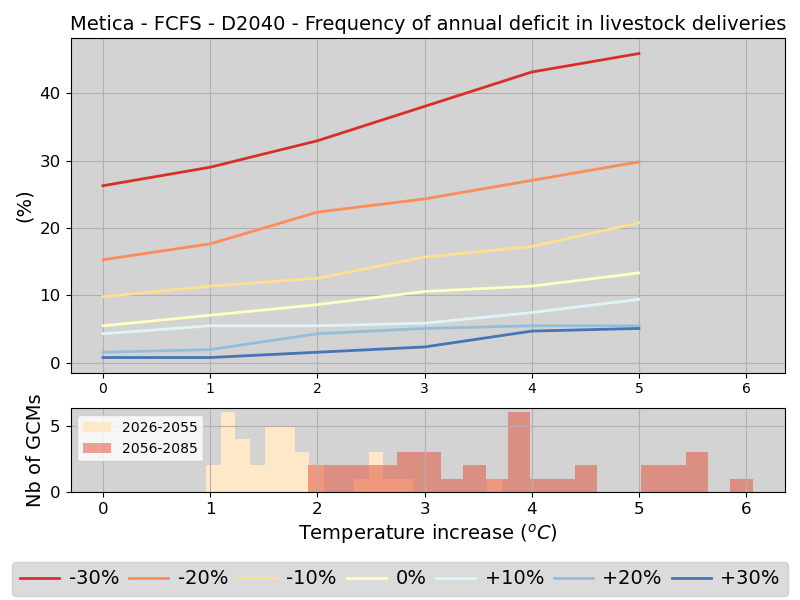 Metica - FCFS - D2040 - Frequency of annual deficit in livestock deliveries
(%)
40
30
20
10
0
0 1 2 3 4 5 6
Nb of GCMs
5
0
2026-2055
2056-2085
0 1 2 3 4 5 6
Temperature increase (°C)
-30% -20% -10% 0% +10% +20% +30%